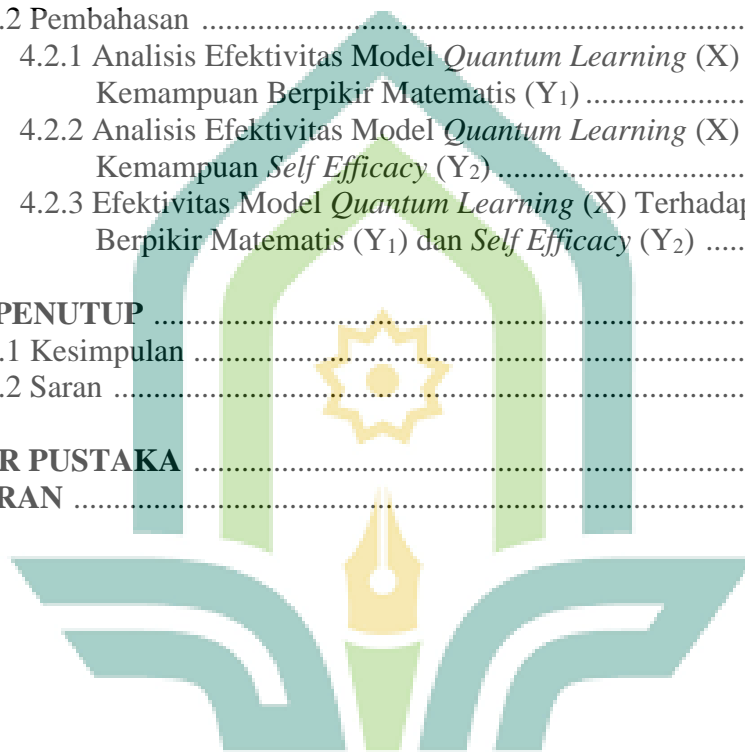 .2 Pembahasan ........................................................................
4.2.1 Analisis Efektivitas Model Quantum Learning (X)
Kemampuan Berpikir Matematis (Y₁) .......................
4.2.2 Analisis Efektivitas Model Quantum Learning (X)
Kemampuan Self Efficacy (Y₂) ....................................
4.2.3 Efektivitas Model Quantum Learning (X) Terhadap
Berpikir Matematis (Y₁) dan Self Efficacy (Y₂) ......
PENUTUP ................................................................................
.1 Kesimpulan ........................................................................
.2 Saran ..................................................................................
R PUSTAKA ..........................................................................
RAN .........................................................................................